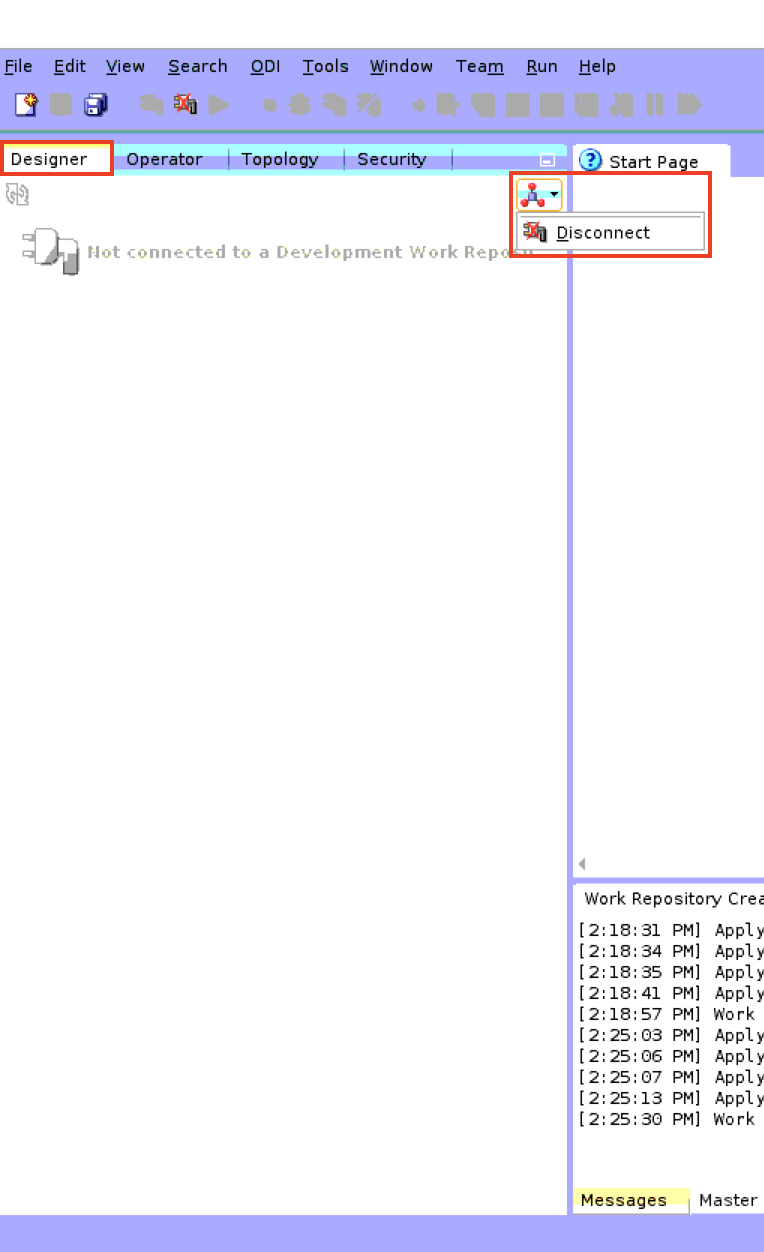 File Edit View Search ODI Tools Window Team Run Help
Designer Operator Topology Security
Start Page
Disconnect
Not connected to a Development Work
Work Repository
[2:18:31 PM] Apply
[2:18:34 PM] Apply
[2:18:35 PM] Apply
[2:18:41 PM] Apply
[2:18:57 PM] Work
[2:25:03 PM] Apply
[2:25:06 PM] Apply
[2:25:07 PM] Apply
[2:25:13 PM] Apply
[2:25:30 PM] Work
Messages Master